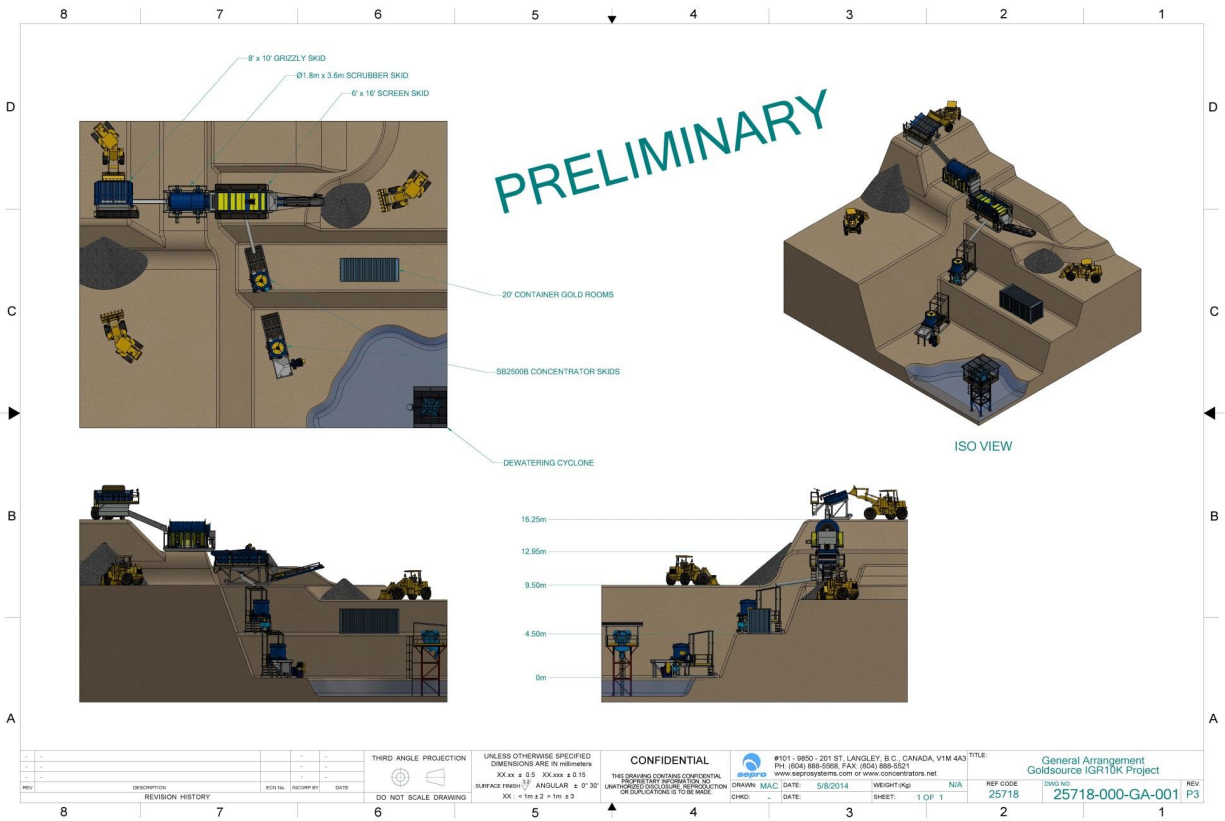 8 7 6 5 4 3 2 1
D
C
B
A
8' x 10' GRIZZLY SKID
Ø1.8m x 3.6m SCRUBBER SKID
6' x 16' SCREEN SKID
PRELIMINARY
D
C
B
A
20' CONTAINER GOLD ROOMS
SB2500B CONCENTRATOR SKIDS
DEWATERING CYCLONE
ISO VIEW
16.25m
12.95m
9.50m
4.50m
0m
REV
DESCRIPTION
ECN No
INCORP BY
DATE
REVISION HISTORY
THIRD ANGLE PROJECTION
DO NOT SCALE DRAWING
UNLESS OTHERWISE SPECIFIED
DIMENSIONS ARE IN millimeters
XX.xx ± 0.5 XX.xxx ± 0.15
SURFACE FINISH 3.2 ANGULAR ± 0° 30'
XX : < 1m ± 2 > 1m ± 3
CONFIDENTIAL
THIS DRAWING CONTAINS CONFIDENTIAL
PROPRIETARY INFORMATION. NO
UNATHORIZED DISCLOSURE, REPRODUCTION
OR DUPLICATIONS IS TO BE MADE.
sepro
#101 - 9850 - 201 ST, LANGLEY, B.C., CANADA, V1M 4A3
PH: (604) 888-5568, FAX: (604) 888-5521
www.seprosystems.com or www.concentrators.net
DRAWN: MAC DATE: 5/8/2014 WEIGHT:(Kg) N/A
CHKD: - DATE: SHEET: 1 OF 1
TITLE:
General Arrangement
Goldsource IGR10K Project
REF CODE
25718
DWG NO.
25718-000-GA-001
REV.
P3
8 7 6 5 4 3 2 1